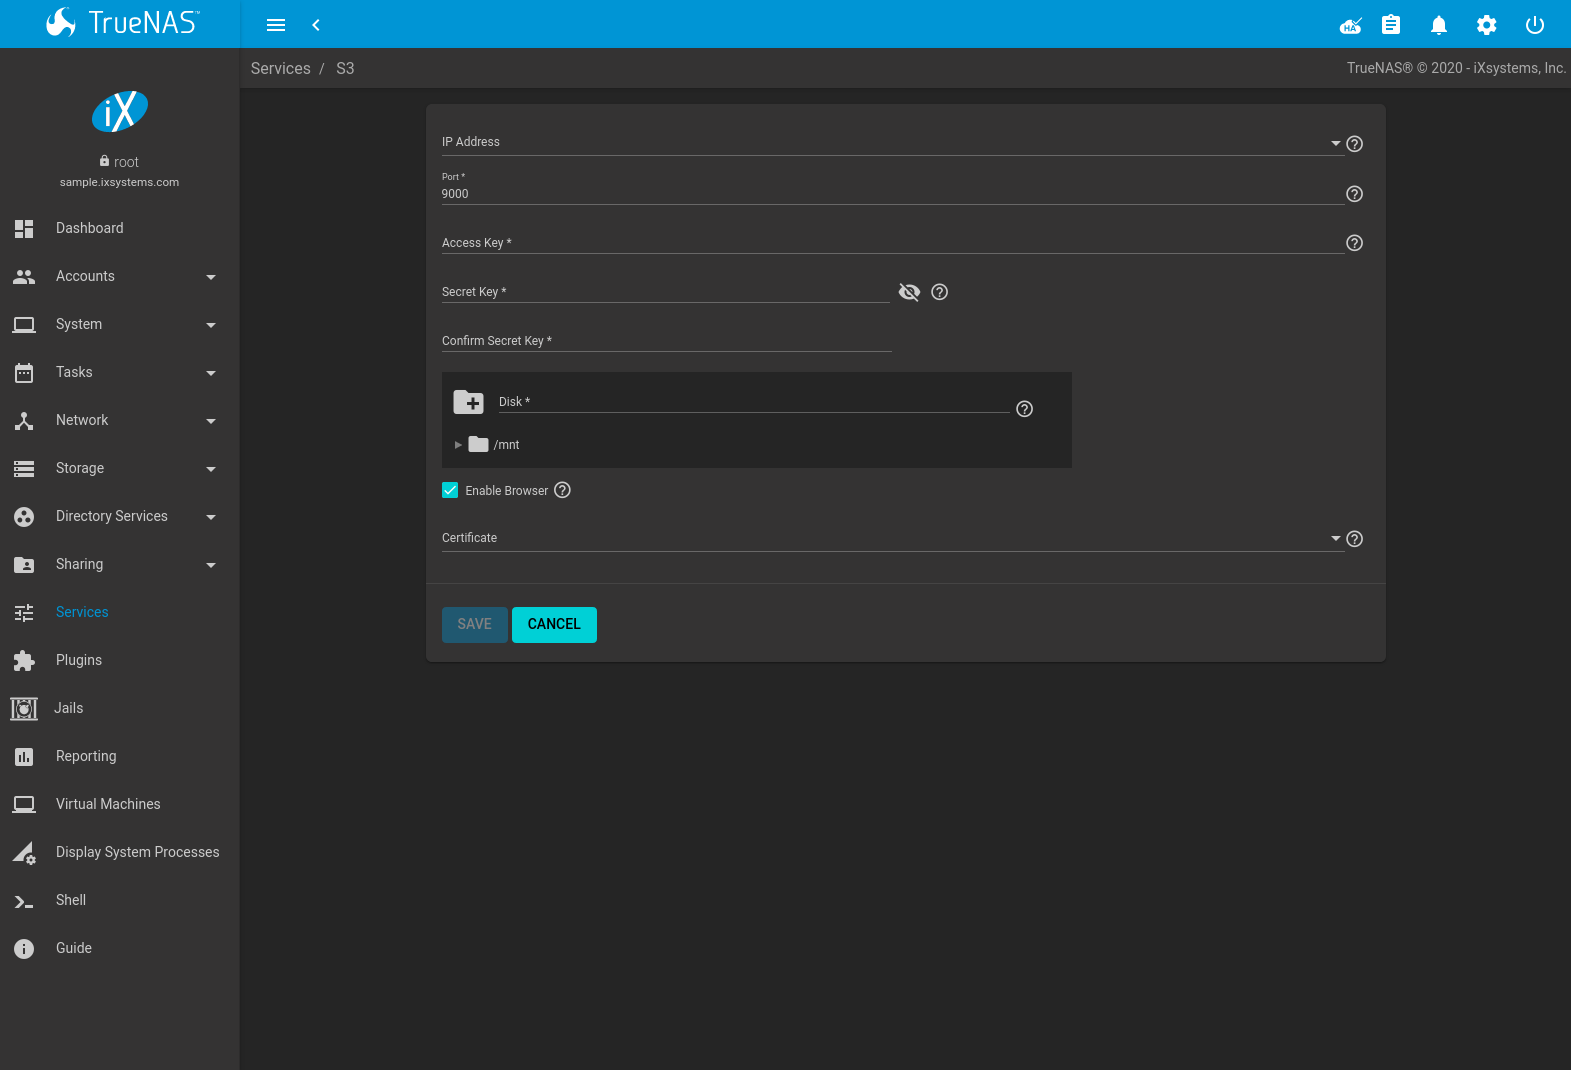 TrueNAS™
HA
Services / S3
TrueNAS® © 2020 - iXsystems, Inc.
iX
root
sample.ixsystems.com
Dashboard
Accounts
System
Tasks
Network
Storage
Directory Services
Sharing
Services
Plugins
Jails
Reporting
Virtual Machines
Display System Processes
Shell
Guide
IP Address
Port *
9000
Access Key *
Secret Key *
Confirm Secret Key *
Disk *
/mnt
Enable Browser
Certificate
SAVE CANCEL